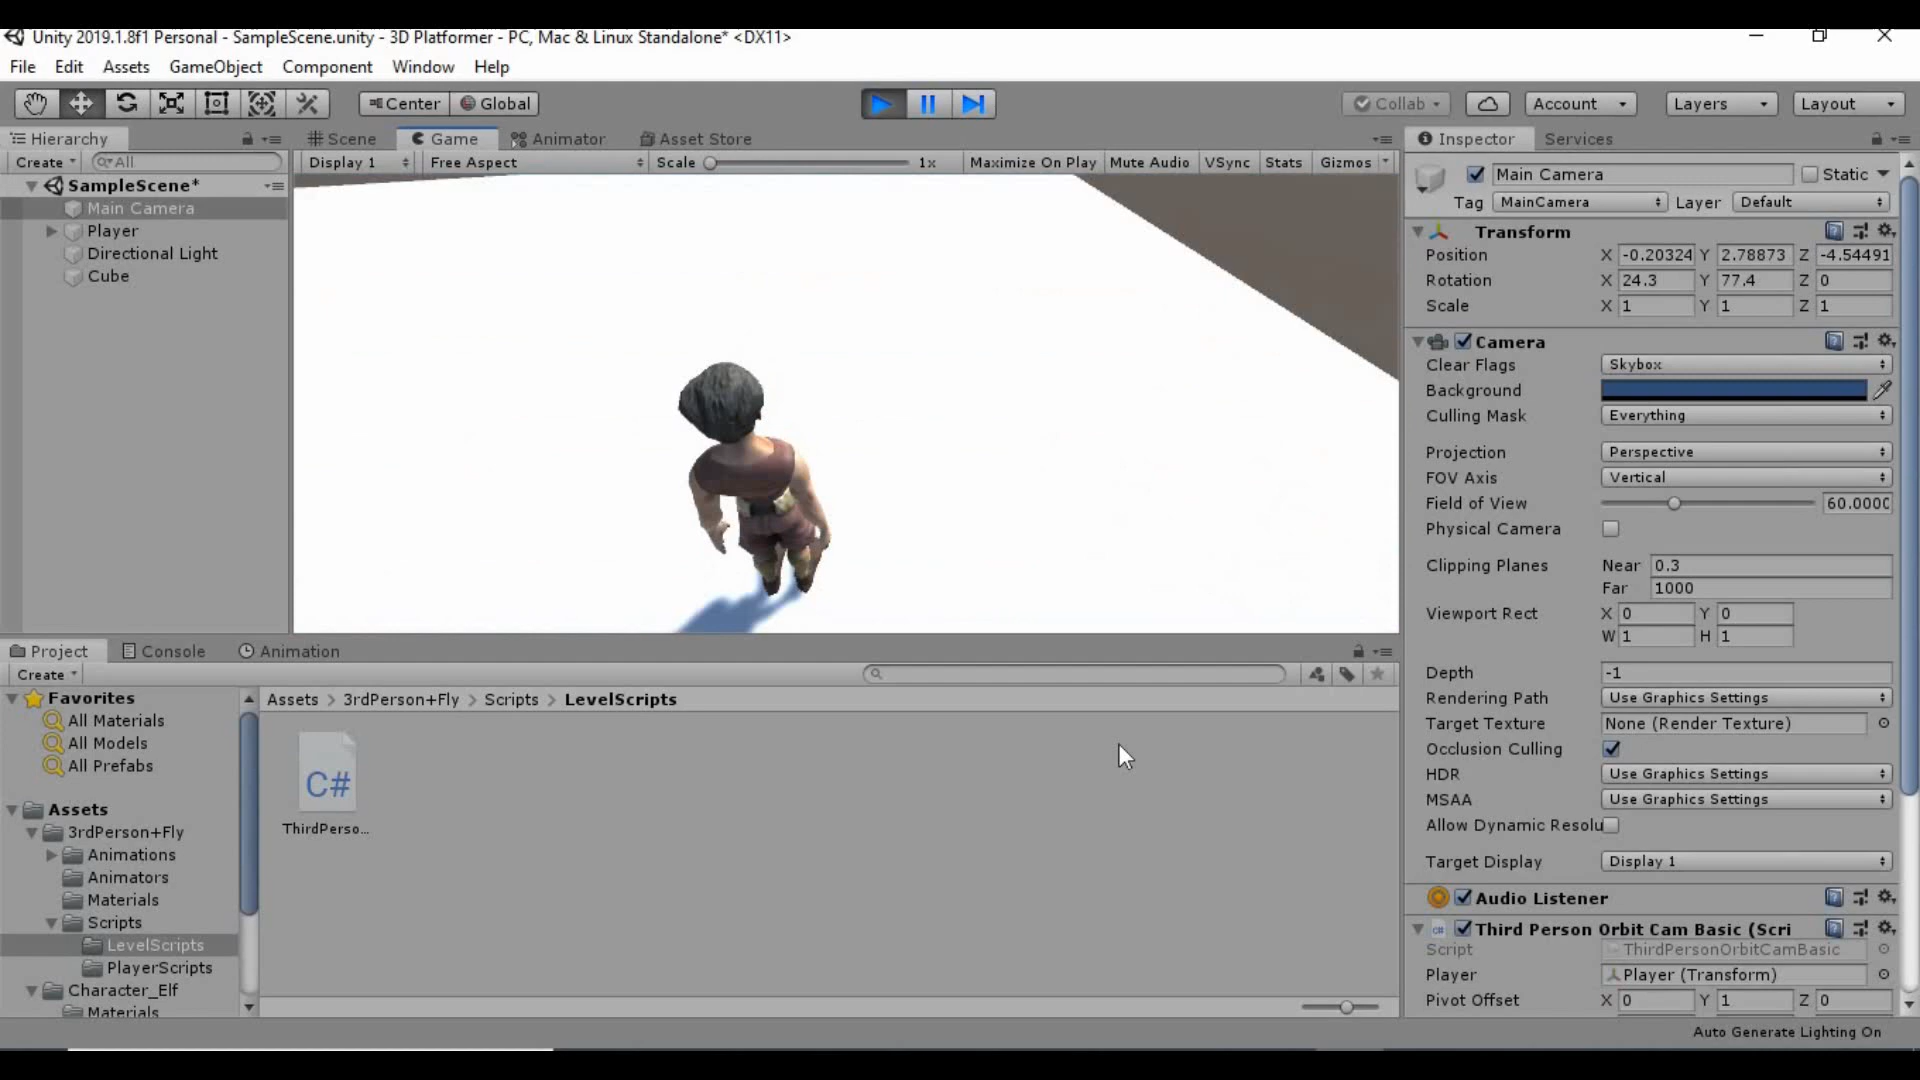 Unity 2019.1.8f1 Personal - SampleScene.unity - 3D Platformer - PC, Mac & Linux Standalone* <DX11>
File Edit Assets GameObject Component Window Help
Center Global Collab Account Layers Layout
Hierarchy Scene Game Animator Asset Store Inspector Services
Create All Display 1 Free Aspect Scale 1x Maximize On Play Mute Audio VSync Stats Gizmos
SampleScene*
Main Camera
Player
Directional Light
Cube
Main Camera Static
Tag MainCamera Layer Default
Transform
Position X -0.20324 Y 2.78873 Z -4.54491
Rotation X 24.3 Y 77.4 Z 0
Scale X 1 Y 1 Z 1
Camera
Clear Flags Skybox
Background
Culling Mask Everything
Projection Perspective
FOV Axis Vertical
Field of View 60.000
Physical Camera
Clipping Planes Near 0.3
Far 1000
Viewport Rect X 0 Y 0
W 1 H 1
Depth -1
Rendering Path Use Graphics Settings
Target Texture None (Render Texture)
Occlusion Culling
HDR Use Graphics Settings
MSAA Use Graphics Settings
Allow Dynamic Resolu
Target Display Display 1
Audio Listener
Third Person Orbit Cam Basic (Scri
Script ThirdPersonOrbitCamBasic
Player Player (Transform)
Pivot Offset X 0 Y 1 Z 0
Project Console Animation
Create
Favorites
All Materials
All Models
All Prefabs
Assets
3rdPerson+Fly
Animations
Animators
Materials
Scripts
LevelScripts
PlayerScripts
Character_Elf
Materials
Assets > 3rdPerson+Fly > Scripts > LevelScripts
C#
ThirdPerso...
Auto Generate Lighting On